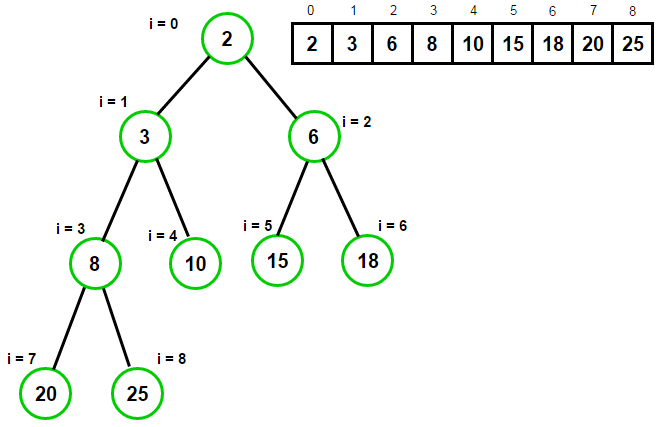 0 1 2 3 4 5 6 7 8
2 3 6 8 10 15 18 20 25
i = 0
2
i = 1
3
6
i = 2
i = 3
8
i = 4
10
i = 5
15
i = 6
18
i = 7
20
i = 8
25